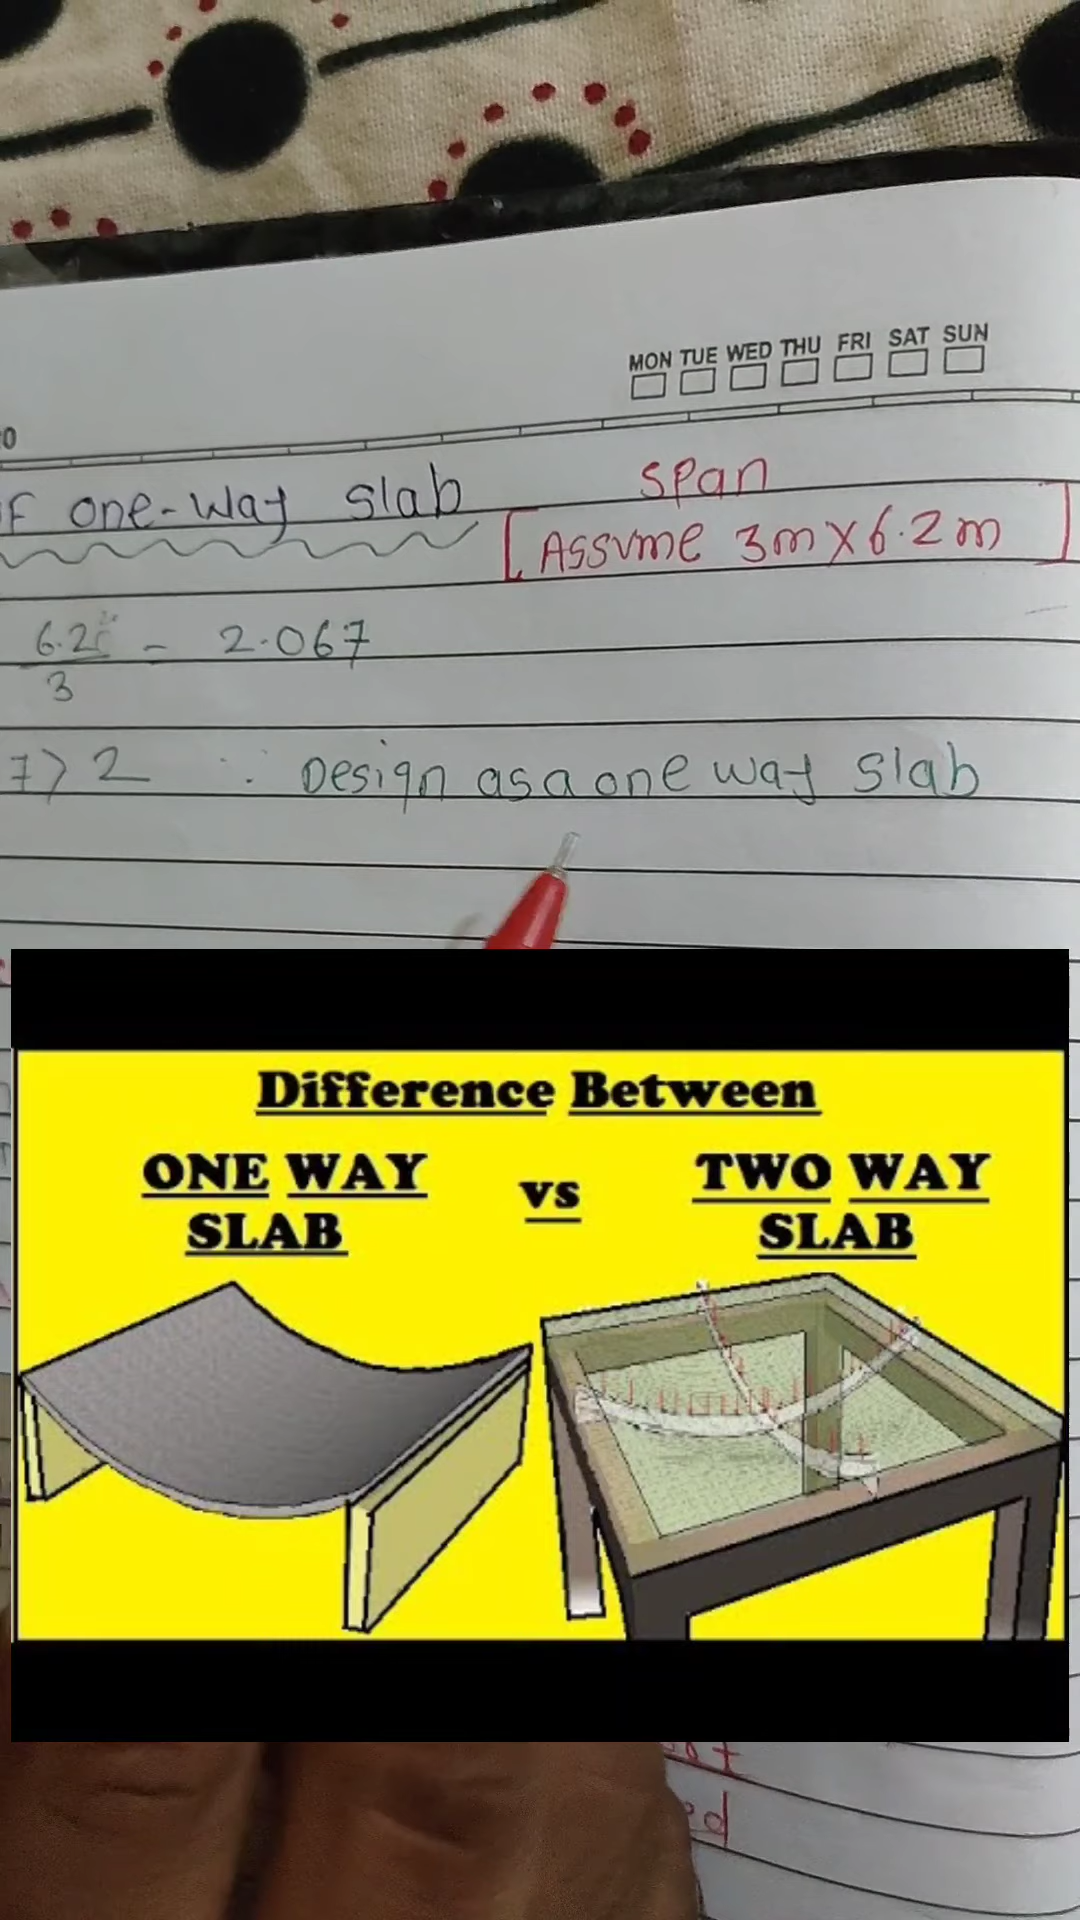 MON TUE WED THU FRI SAT SUN
F one-way slab
span
[Assume 3m x 6.2m]
6.2
3
- 2.067
7 > 2 ∴ Design as a one way slab
Difference Between
ONE WAY SLAB
vs
TWO WAY SLAB